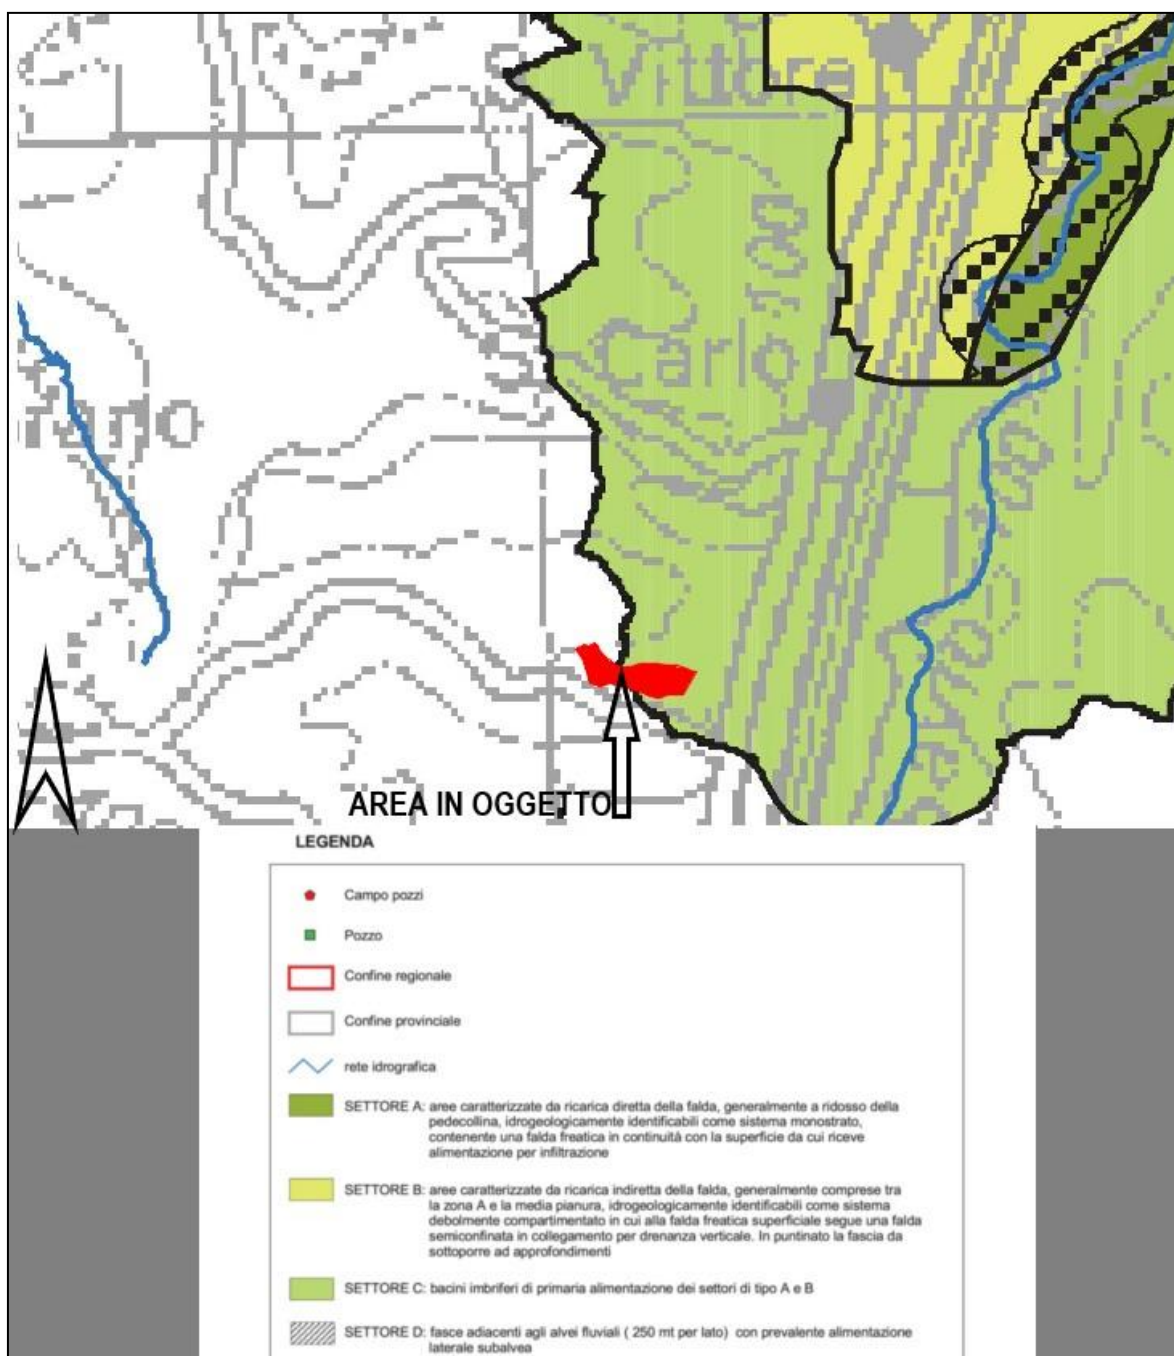 S. Vittore
S. Carlo
AREA IN OGGETTO
LEGENDA
Campo pozzi
Pozzo
Confine regionale
Confine provinciale
rete idrografica
SETTORE A: aree caratterizzate da ricarica diretta della falda, generalmente a ridosso della
pedecollina, idrogeologicamente identificabili come sistema monostrato,
contenente una falda freatica in continuità con la superficie da cui riceve
alimentazione per infiltrazione
SETTORE B: aree caratterizzate da ricarica indiretta della falda, generalmente comprese tra
la zona A e la media pianura, idrogeologicamente identificabili come sistema
debolmente compartimentato in cui alla falda freatica superficiale segue una falda
semiconfinata in collegamento per drenanza verticale. In puntinato la fascia da
sottoporre ad approfondimenti
SETTORE C: bacini imbriferi di primaria alimentazione dei settori di tipo A e B
SETTORE D: fasce adiacenti agli alvei fluviali ( 250 mt per lato) con prevalente alimentazione
laterale subalvea